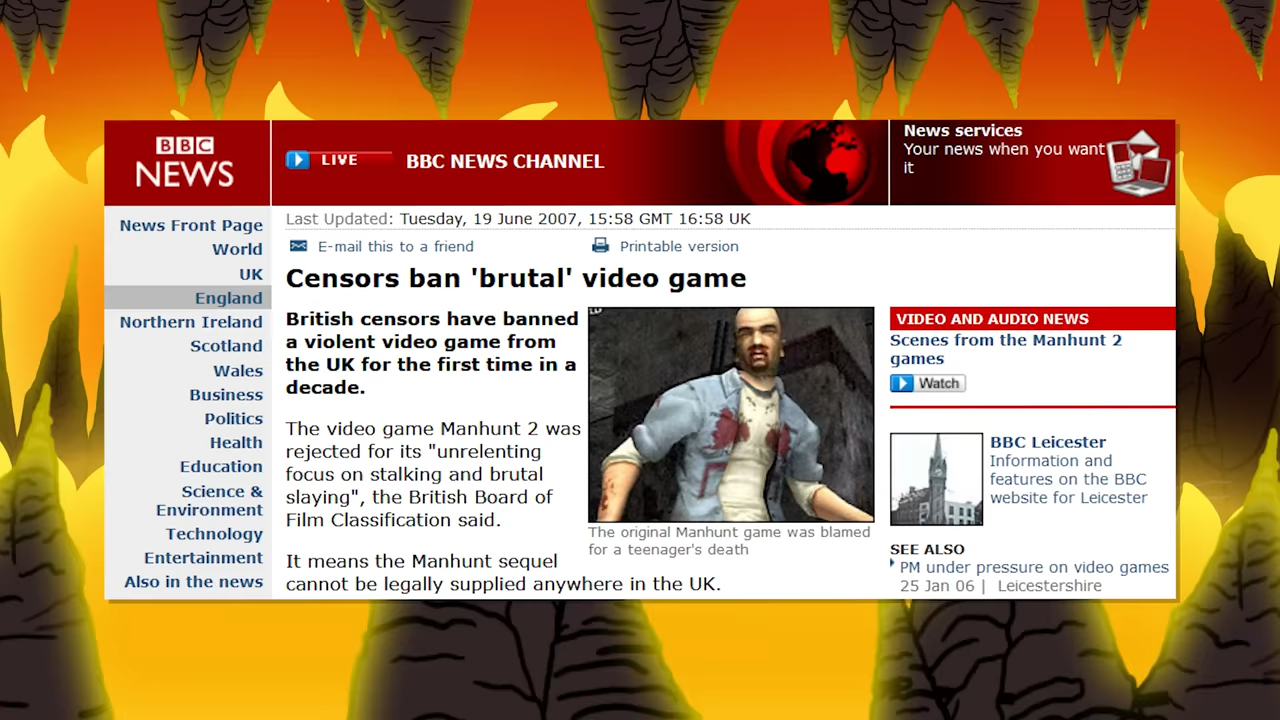 BBC
NEWS
LIVE
BBC NEWS CHANNEL
News services
Your news when you want
it
News Front Page
World
UK
England
Northern Ireland
Scotland
Wales
Business
Politics
Health
Education
Science &
Environment
Technology
Entertainment
Also in the news
Last Updated: Tuesday, 19 June 2007, 15:58 GMT 16:58 UK
E-mail this to a friend
Printable version
Censors ban 'brutal' video game
British censors have banned
a violent video game from
the UK for the first time in a
decade.
The video game Manhunt 2 was
rejected for its "unrelenting
focus on stalking and brutal
slaying", the British Board of
Film Classification said.
It means the Manhunt sequel
cannot be legally supplied anywhere in the UK.
The original Manhunt game was blamed
for a teenager's death
VIDEO AND AUDIO NEWS
Scenes from the Manhunt 2
games
Watch
BBC Leicester
Information and
features on the BBC
website for Leicester
SEE ALSO
PM under pressure on video games
25 Jan 06 | Leicestershire